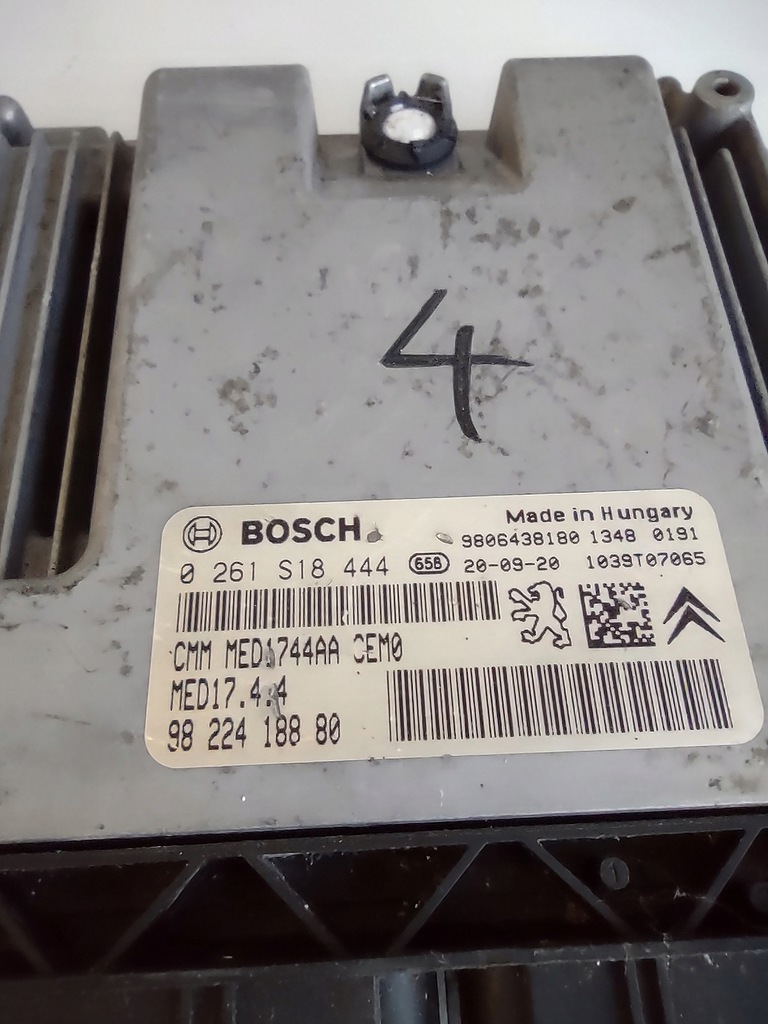 4
BOSCH
Made in Hungary
9806438180 1348 0191
0 261 S18 444 658 20-09-20 1039T07065
CMM MED1744AA CEM0
MED17.4.4
98 224 188 80
1